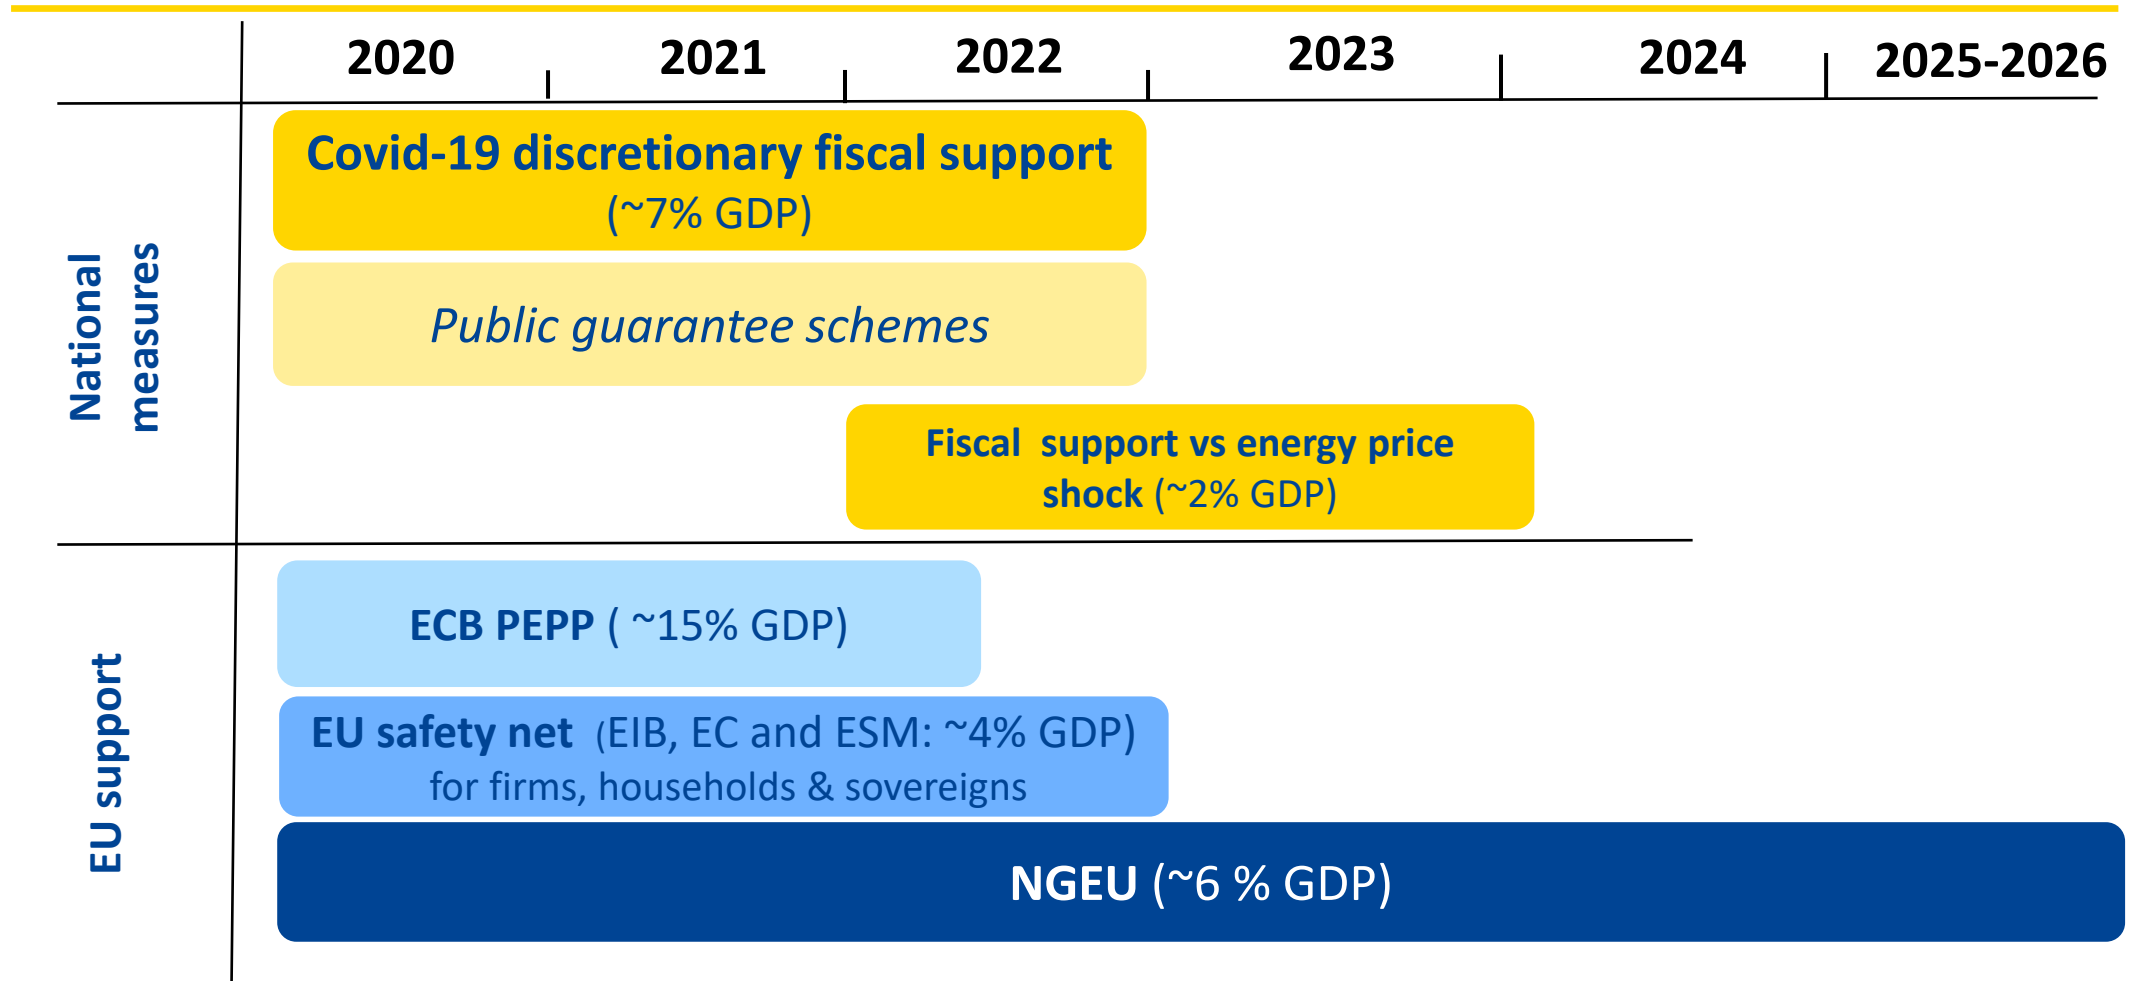 2020 2021 2022 2023 2024 2025-2026
National
measures
Covid-19 discretionary fiscal support
(~7% GDP)
Public guarantee schemes
Fiscal  support vs energy price
shock (~2% GDP)
EU support
ECB PEPP ( ~15% GDP)
EU safety net  (EIB, EC and ESM: ~4% GDP)
for firms, households & sovereigns
NGEU (~6 % GDP)